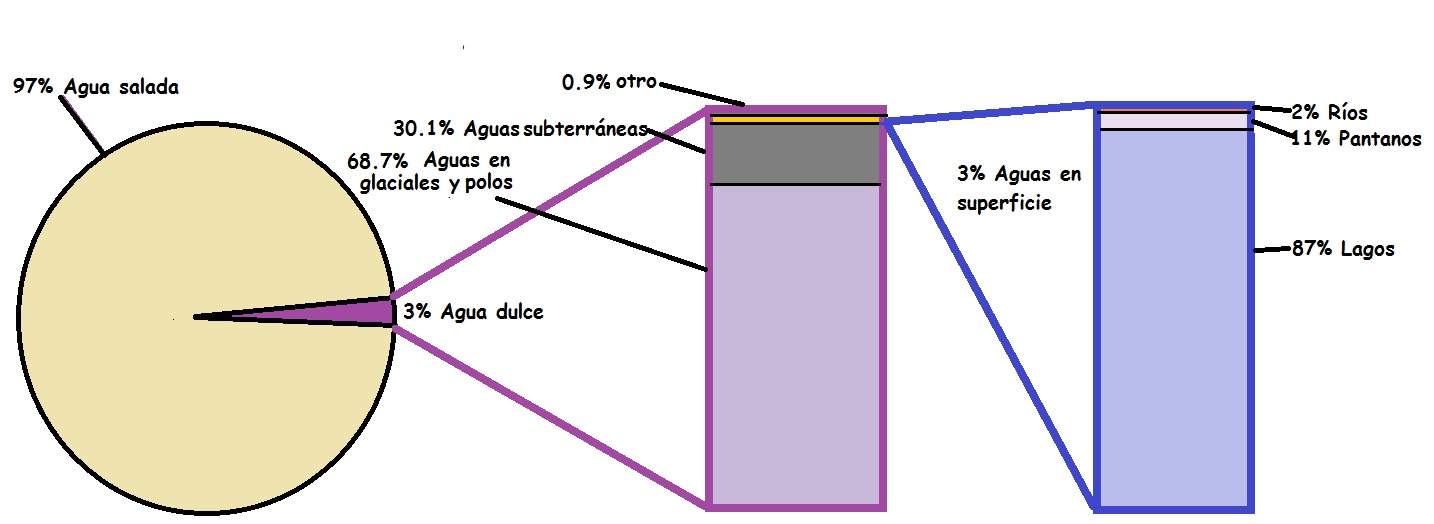 97% Agua salada
3% Agua dulce
0.9% otro
30.1% Aguas subterráneas
68.7% Aguas en
glaciales y polos
3% Aguas en
superficie
2% Ríos
11% Pantanos
87% Lagos